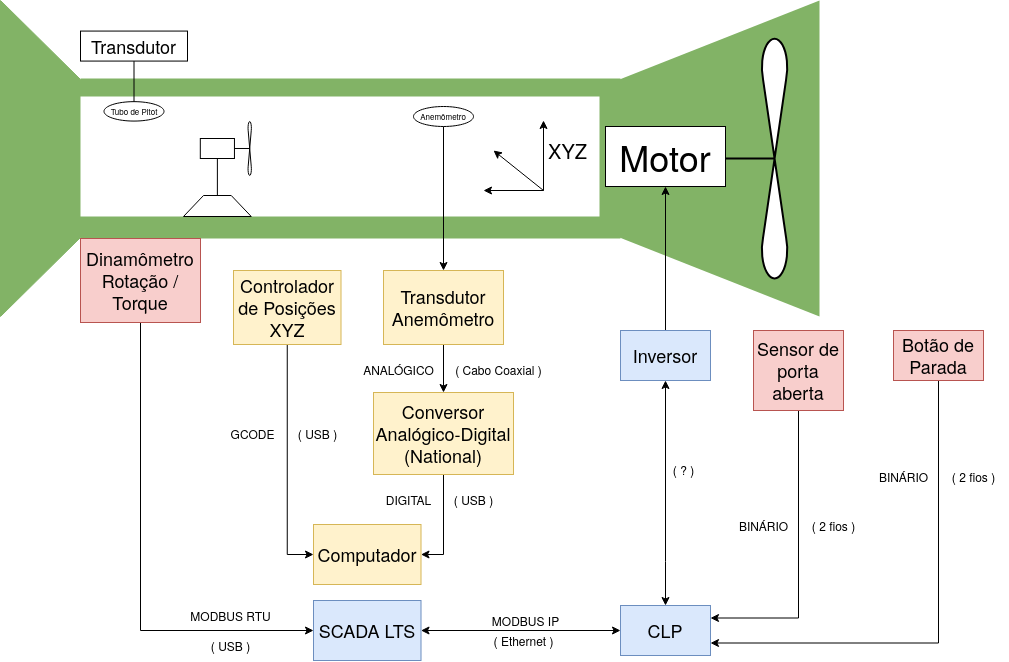 Transdutor
Tubo de Pitot
Anemômetro
XYZ
Motor
Dinamômetro
Rotação /
Torque
Controlador
de Posições
XYZ
Transdutor
Anemômetro
Inversor
Sensor de
porta
aberta
Botão de
Parada
ANALÓGICO ( Cabo Coaxial )
Conversor
Analógico-Digital
(National)
GCODE ( USB )
( ? )
BINÁRIO ( 2 fios )
DIGITAL ( USB )
BINÁRIO ( 2 fios )
Computador
MODBUS RTU
( USB )
SCADA LTS
MODBUS IP
( Ethernet )
CLP